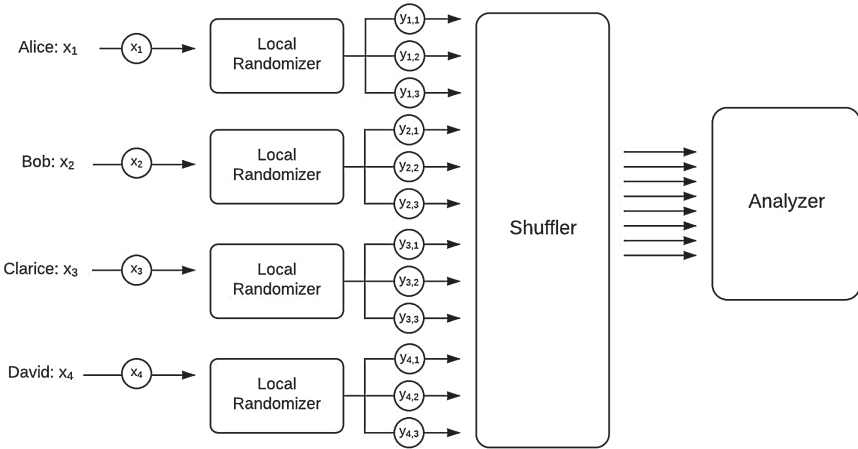 Alice: x₁
x₁
Local
Randomizer
y₁,₁
y₁,₂
y₁,₃
Bob: x₂
x₂
Local
Randomizer
y₂,₁
y₂,₂
y₂,₃
Clarice: x₃
x₃
Local
Randomizer
y₃,₁
y₃,₂
y₃,₃
David: x₄
x₄
Local
Randomizer
y₄,₁
y₄,₂
y₄,₃
Shuffler
Analyzer